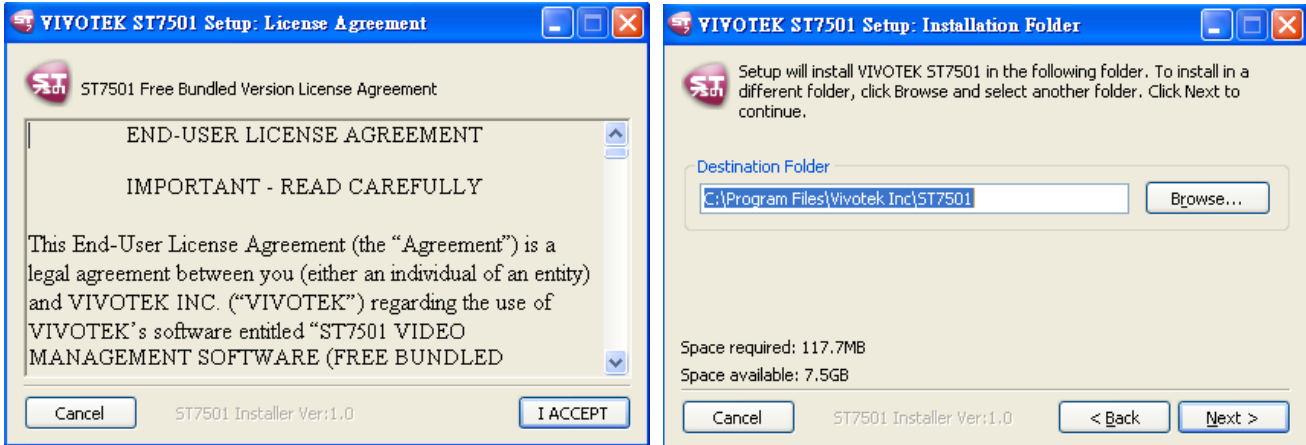 VIVOTEK ST7501 Setup: License Agreement
ST7501 Free Bundled Version License Agreement
END-USER LICENSE AGREEMENT
IMPORTANT - READ CAREFULLY
This End-User License Agreement (the “Agreement”) is a
legal agreement between you (either an individual of an entity)
and VIVOTEK INC. (“VIVOTEK”) regarding the use of
VIVOTEK’s software entitled “ST7501 VIDEO
MANAGEMENT SOFTWARE (FREE BUNDLED
Cancel
ST7501 Installer Ver:1.0
I ACCEPT
VIVOTEK ST7501 Setup: Installation Folder
Setup will install VIVOTEK ST7501 in the following folder. To install in a
different folder, click Browse and select another folder. Click Next to
continue.
Destination Folder
C:\Program Files\Vivotek Inc\ST7501
Browse...
Space required: 117.7MB
Space available: 7.5GB
Cancel
ST7501 Installer Ver:1.0
< Back
Next >